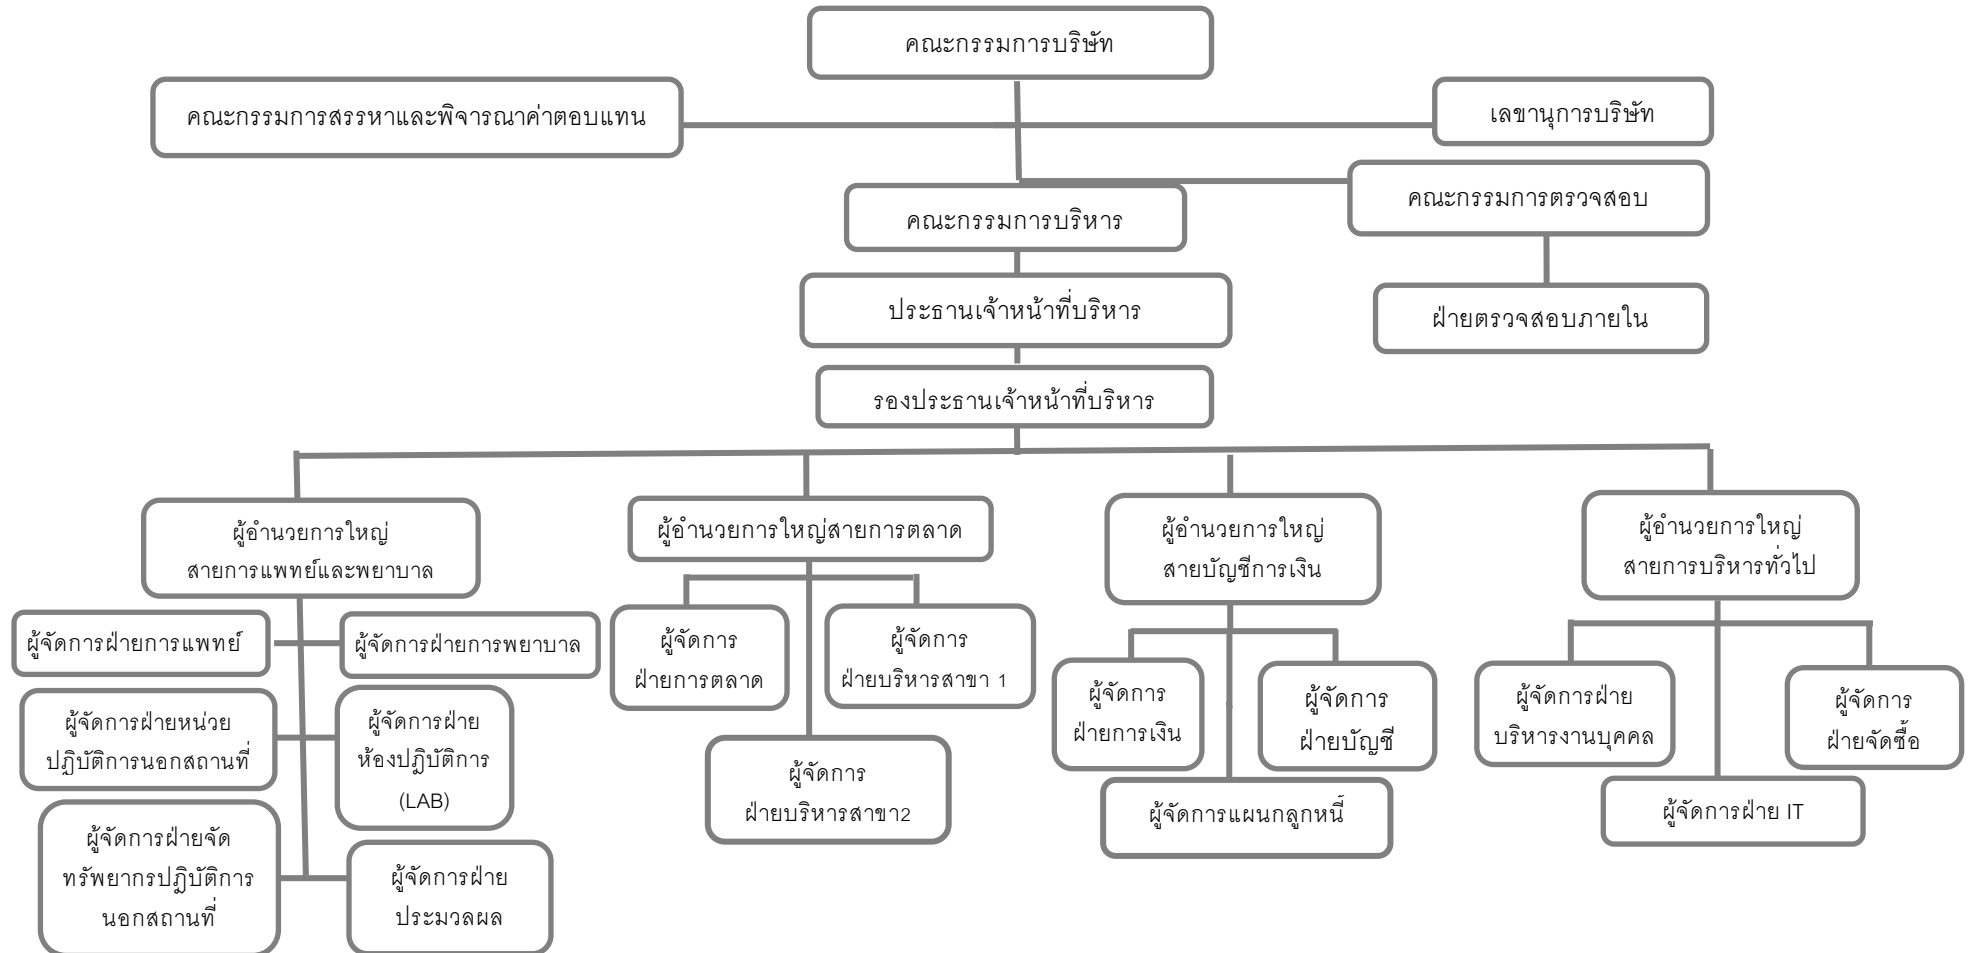 คณะกรรมการบริษัท
คณะกรรมการสรรหาและพิจารณาค่าตอบแทน
เลขานุการบริษัท
คณะกรรมการตรวจสอบ
คณะกรรมการบริหาร
ประธานเจ้าหน้าที่บริหาร
ฝ่ายตรวจสอบภายใน
รองประธานเจ้าหน้าที่บริหาร
ผู้อำนวยการใหญ่
สายการแพทย์และพยาบาล
ผู้อำนวยการใหญ่สายการตลาด
ผู้อำนวยการใหญ่
สายบัญชีการเงิน
ผู้อำนวยการใหญ่
สายการบริหารทั่วไป
ผู้จัดการฝ่ายการแพทย์
ผู้จัดการฝ่ายการพยาบาล
ผู้จัดการฝ่ายหน่วย
ปฏิบัติการนอกสถานที่
ผู้จัดการฝ่าย
ห้องปฏิบัติการ
(LAB)
ผู้จัดการฝ่ายจัด
ทรัพยากรปฏิบัติการ
นอกสถานที่
ผู้จัดการฝ่าย
ประมวลผล
ผู้จัดการ
ฝ่ายการตลาด
ผู้จัดการ
ฝ่ายบริหารสาขา 1
ผู้จัดการ
ฝ่ายบริหารสาขา2
ผู้จัดการ
ฝ่ายการเงิน
ผู้จัดการ
ฝ่ายบัญชี
ผู้จัดการแผนกลูกหนี้
ผู้จัดการฝ่าย
บริหารงานบุคคล
ผู้จัดการ
ฝ่ายจัดซื้อ
ผู้จัดการฝ่าย IT